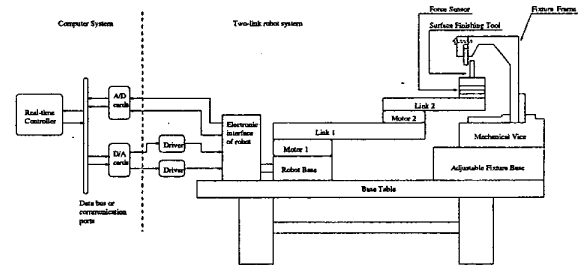 Computer System
Two-link robot system
Force Sensor
Surface Finishing Tool
Fixture Frame
Real-time
Controller
A/D
cards
D/A
cards
Driver
Driver
Electronic
interface
of robot
Link 2
Motor 2
Link 1
Motor 1
Robot Base
Mechanical Vice
Adjustable Fixture Base
Base Table
Data bus or
communication
ports